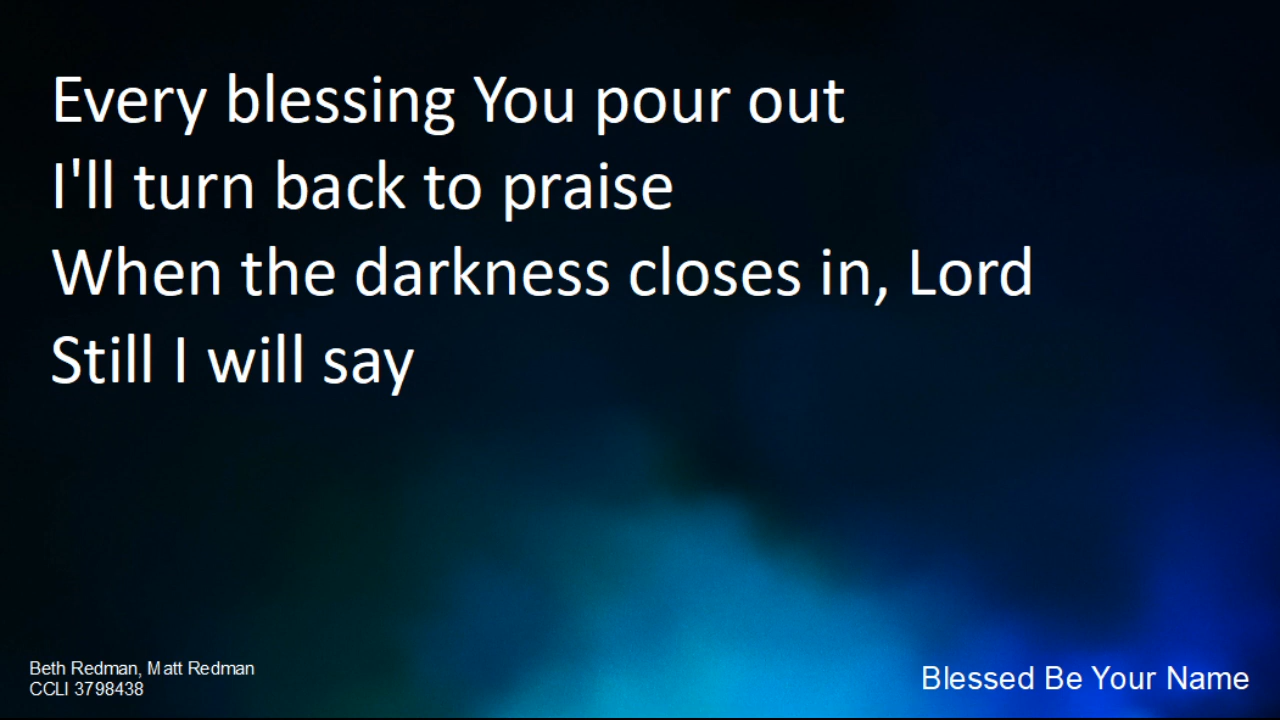 Every blessing You pour out
I'll turn back to praise
When the darkness closes in, Lord
Still I will say
Beth Redman, Matt Redman
CCLI 3798438
Blessed Be Your Name